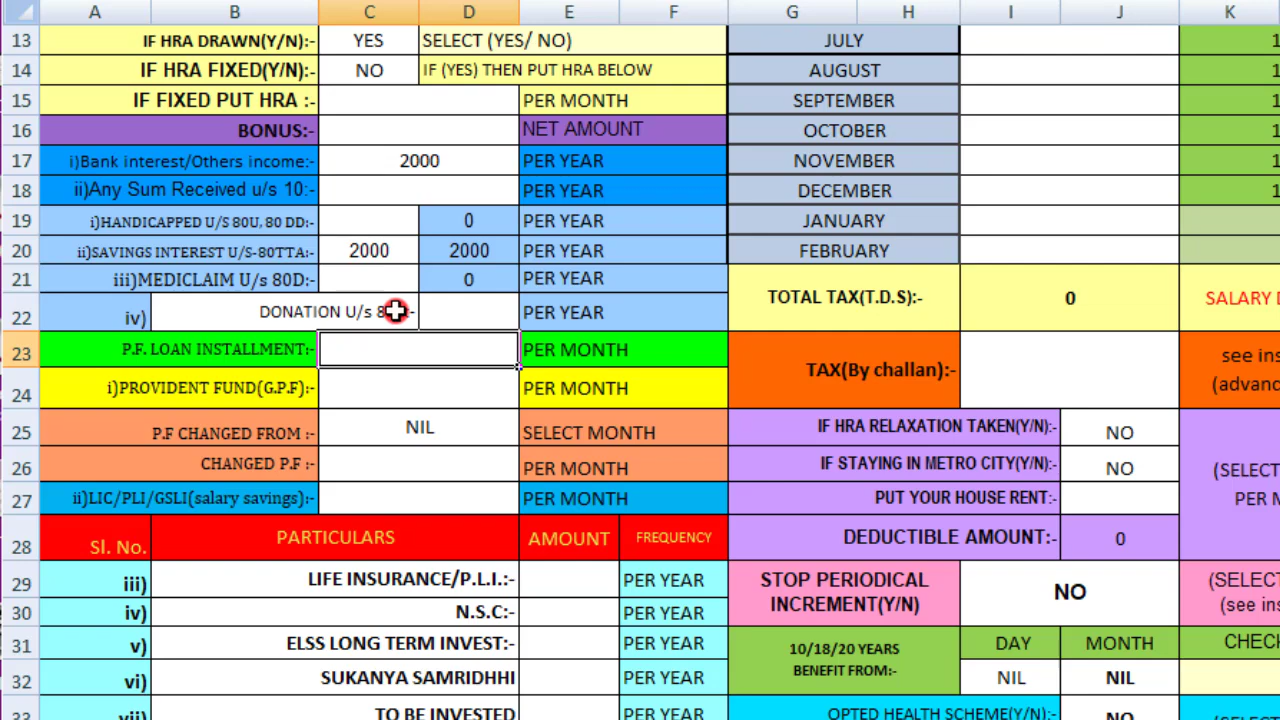 A B C D E F G H I J K
13 IF HRA DRAWN(Y/N):- YES SELECT (YES/ NO) JULY 1
14 IF HRA FIXED(Y/N):- NO IF (YES) THEN PUT HRA BELOW AUGUST 1
15 IF FIXED PUT HRA :- PER MONTH SEPTEMBER 1
16 BONUS:- NET AMOUNT OCTOBER 1
17 i)Bank interest/Others income:- 2000 PER YEAR NOVEMBER 1
18 ii)Any Sum Received u/s 10:- PER YEAR DECEMBER 1
19 i)HANDICAPPED U/S 80U, 80 DD:- 0 PER YEAR JANUARY
20 ii)SAVINGS INTEREST U/S-80TTA:- 2000 2000 PER YEAR FEBRUARY
21 iii)MEDICLAIM U/s 80D:- 0 PER YEAR
TOTAL TAX(T.D.S):- 0 SALARY
22 iv) DONATION U/s PER YEAR
23 P.F. LOAN INSTALLMENT:- PER MONTH see
TAX(By challan):-
24 i)PROVIDENT FUND(G.P.F):- PER MONTH
25 P.F CHANGED FROM :- NIL SELECT MONTH IF HRA RELAXATION TAKEN(Y/N):- NO
26 CHANGED P.F :- PER MONTH IF STAYING IN METRO CITY(Y/N):- NO (SELECT
27 ii)LIC/PLI/GSLI(salary savings):- PER MONTH PUT YOUR HOUSE RENT:- PER
28 Sl. No. PARTICULARS AMOUNT FREQUENCY DEDUCTIBLE AMOUNT:- 0
29 iii) LIFE INSURANCE/P.L.I.:- PER YEAR STOP PERIODICAL (SELECT
INCREMENT(Y/N) NO (see
30 iv) N.S.C:- PER YEAR
31 v) ELSS LONG TERM INVEST:- PER YEAR 10/18/20 YEARS DAY MONTH
BENEFIT FROM:-
32 vi) SUKANYA SAMRIDHHI PER YEAR NIL NIL
33 vii) TO BE INVESTED PER YEAR OPTED HEALTH SCHEME(Y/N):- NO (SELECT